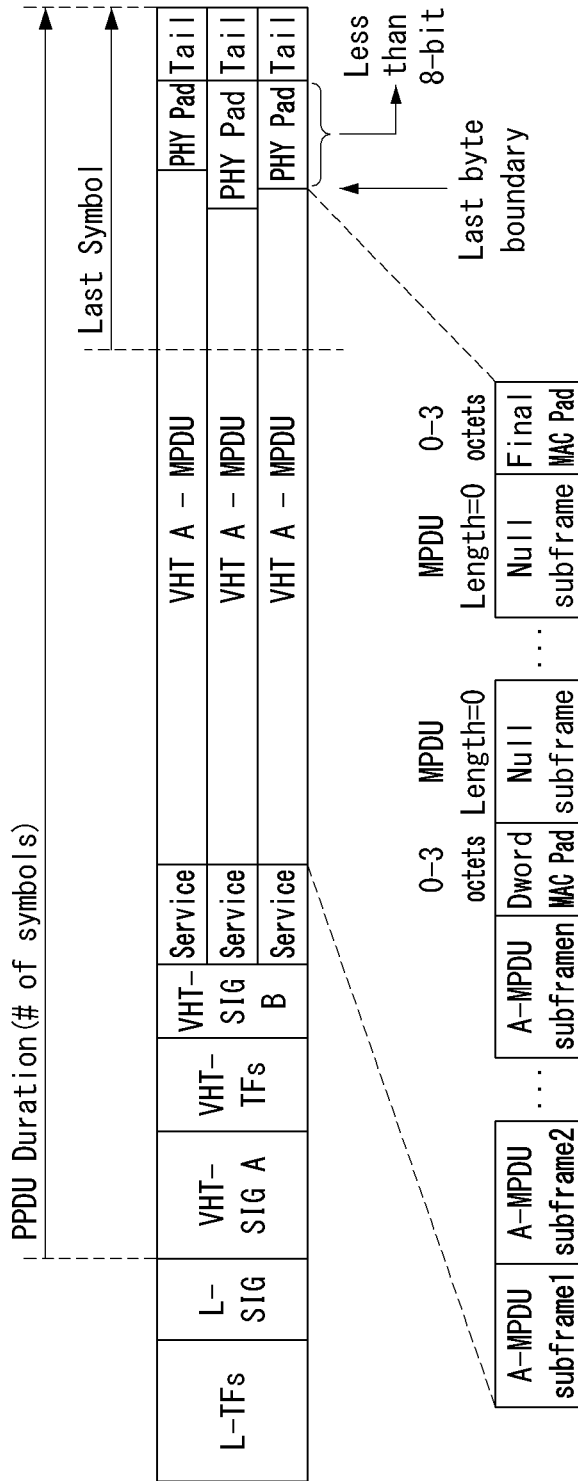 PPDU Duration(# of symbols)
Last Symbol
L-TFs
L-
SIG
VHT-
SIG A
VHT-
TFs
VHT-
SIG
B
Service
VHT A - MPDU
PHY Pad
Tail
Service
VHT A - MPDU
PHY Pad
Tail
Service
VHT A - MPDU
PHY Pad
Tail
Less
than
8-bit
Last byte
boundary
0-3
octets
MPDU
Length=0
MPDU
Length=0
0-3
octets
A-MPDU
subframe1
A-MPDU
subframe2
....
A-MPDU
subframen
Dword
MAC Pad
Null
subframe
...
Null
subframe
Final
MAC Pad